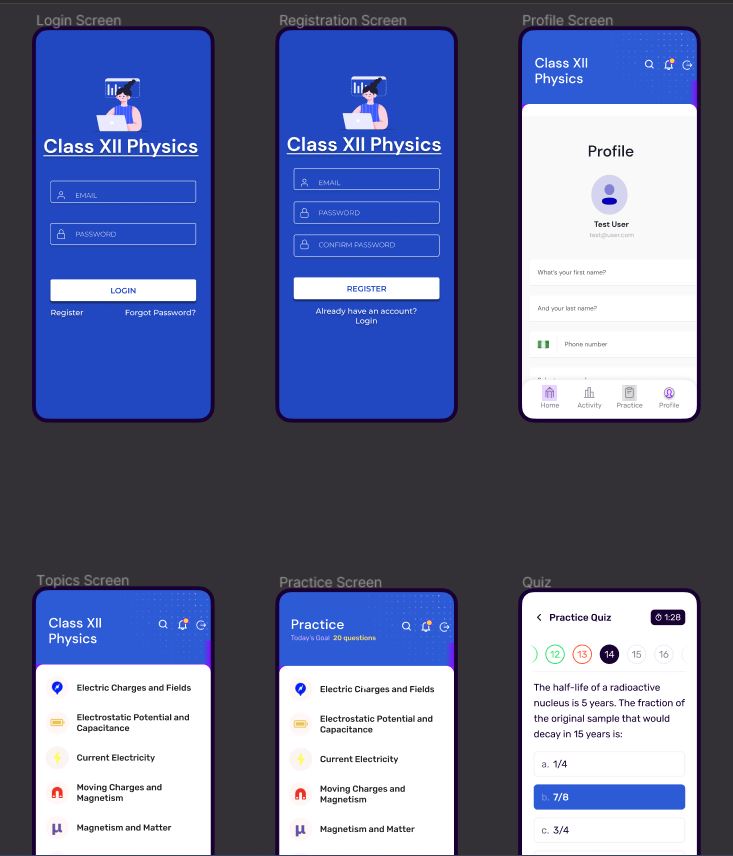 Login Screen
Class XII Physics
EMAIL
PASSWORD
LOGIN
Register
Forgot Password?
Registration Screen
Class XII Physics
EMAIL
PASSWORD
CONFIRM PASSWORD
REGISTER
Already have an account?
Login
Profile Screen
Class XII
Physics
Profile
Test User
test@user.com
What's your first name?
And your last name?
Phone number
Home
Activity
Practice
Profile
Topics Screen
Class XII
Physics
Electric Charges and Fields
Electrostatic Potential and
Capacitance
Current Electricity
Moving Charges and
Magnetism
µ Magnetism and Matter
Practice Screen
Practice
Today's Goal 20 questions
Electric Charges and Fields
Electrostatic Potential and
Capacitance
Current Electricity
Moving Charges and
Magnetism
µ Magnetism and Matter
Quiz
Practice Quiz
1:28
12 13 14 15 16
The half-life of a radioactive
nucleus is 5 years. The fraction of
the original sample that would
decay in 15 years is:
a. 1/4
b. 7/8
c. 3/4